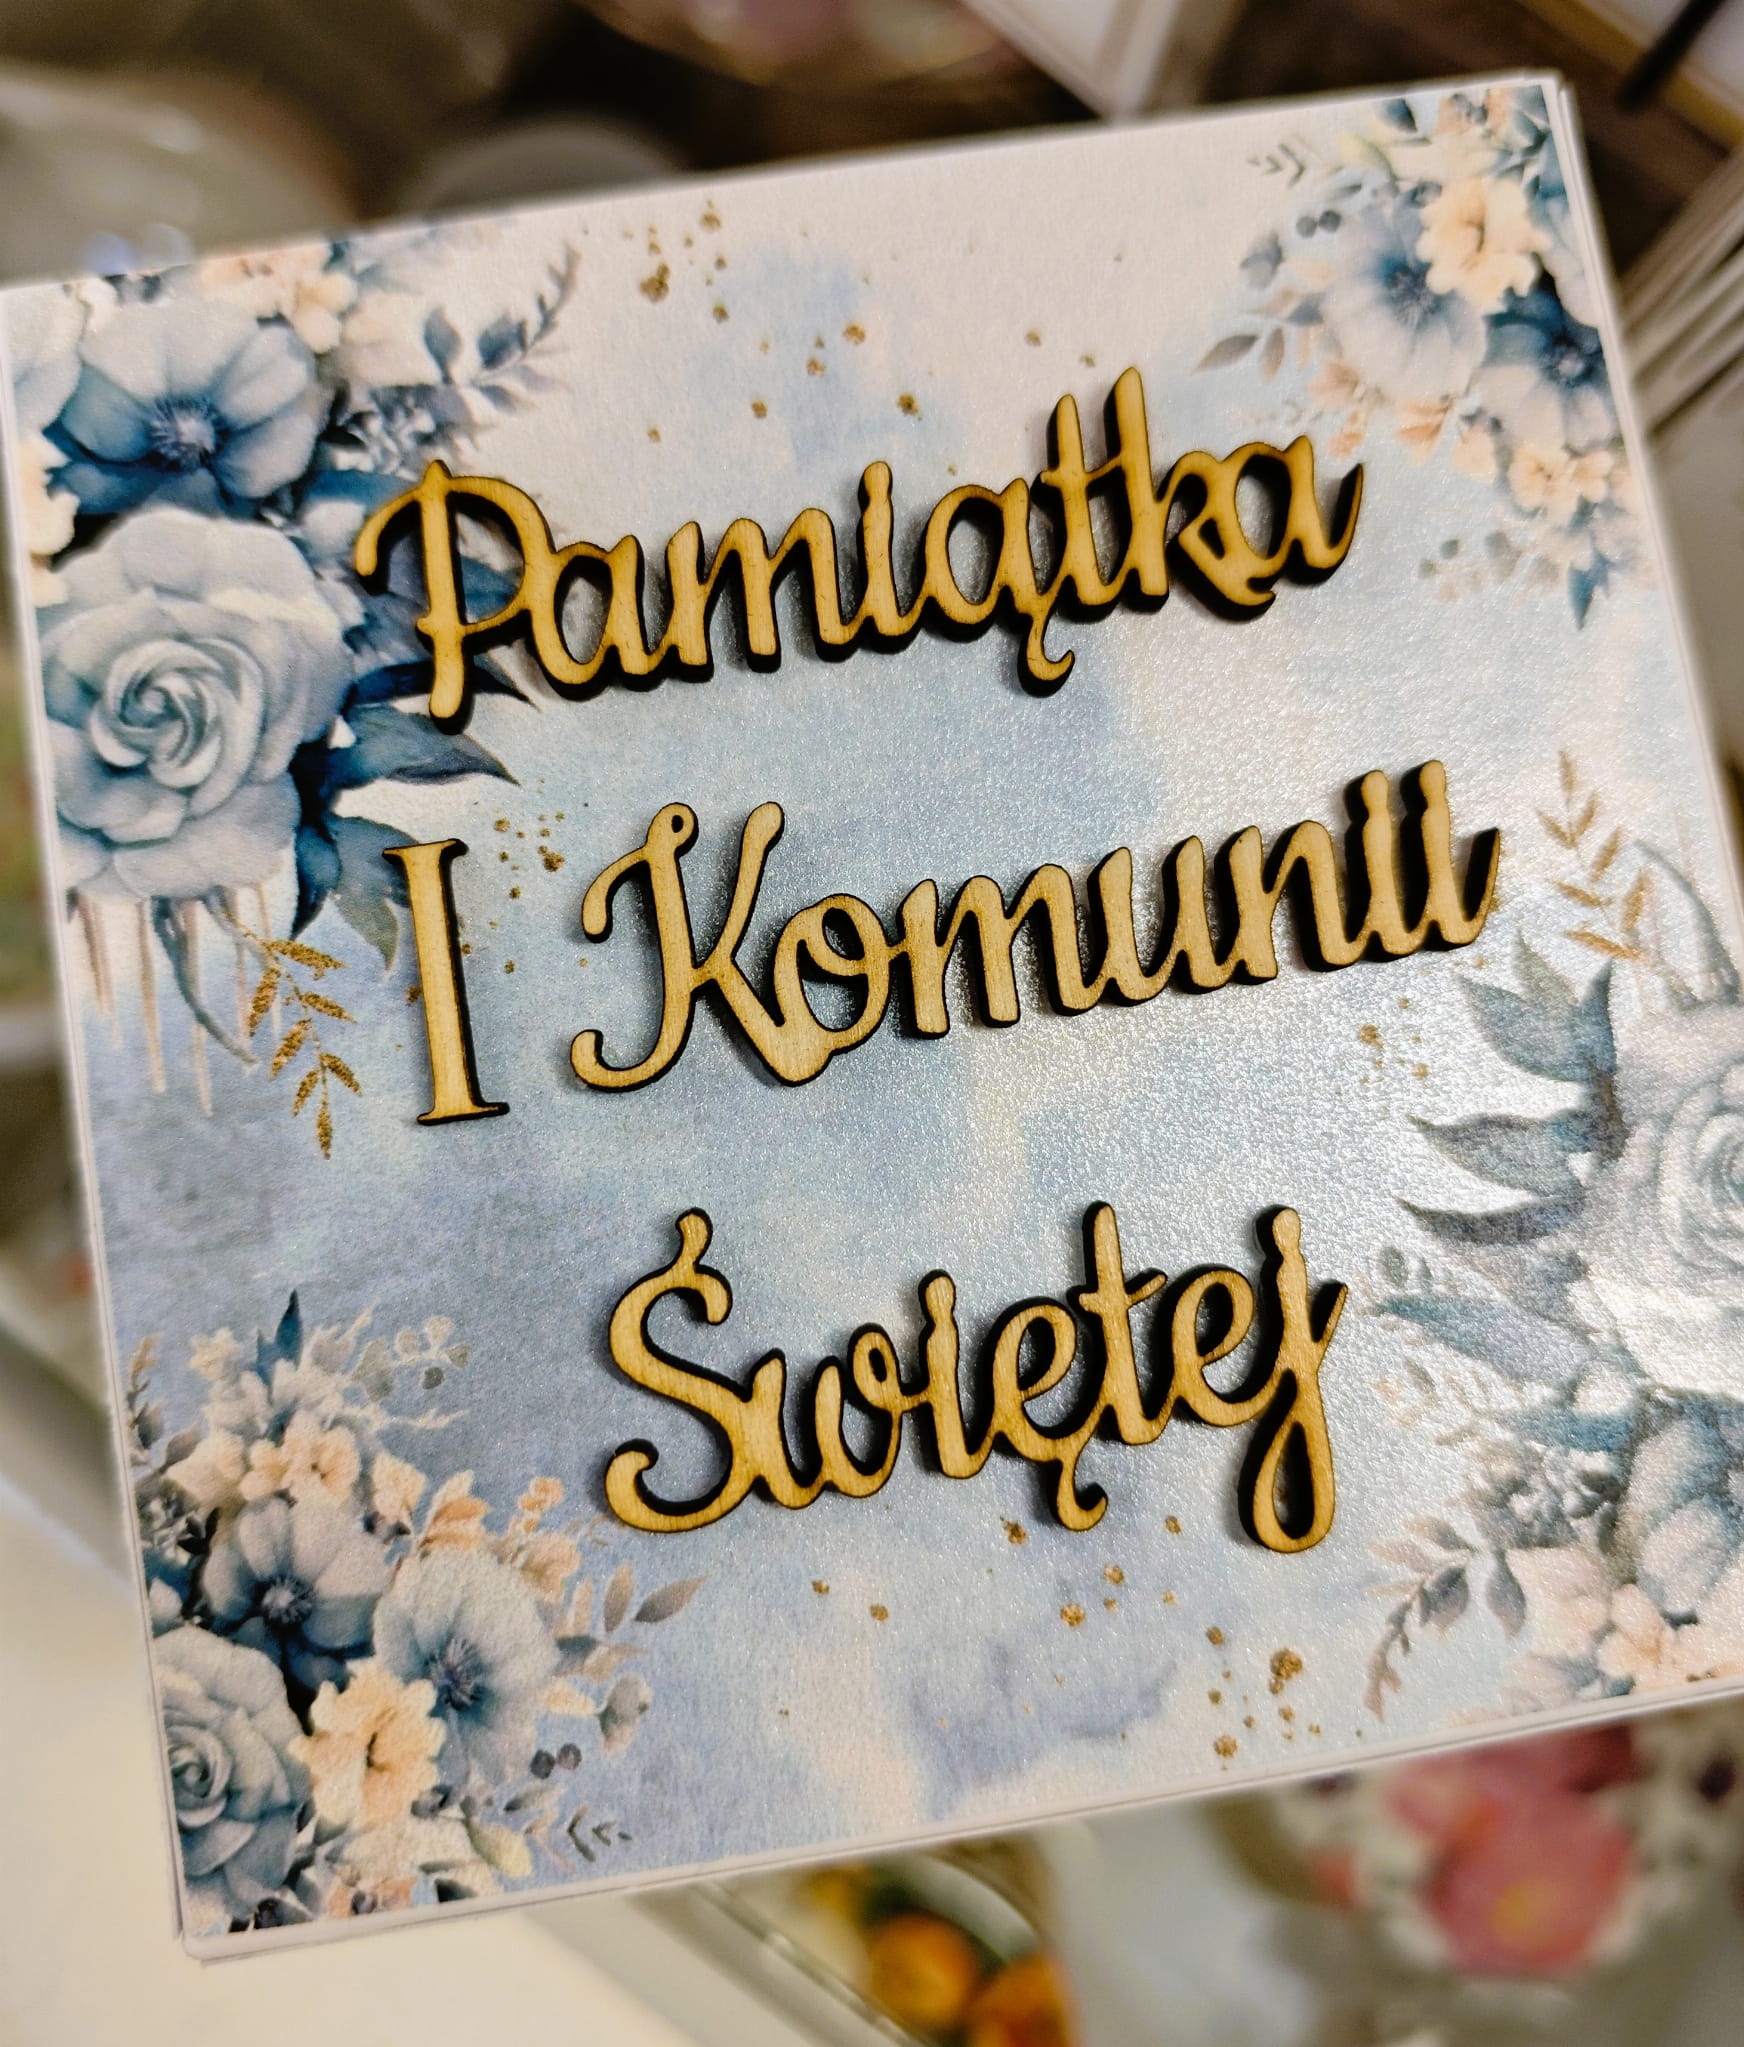 Pamiątka
I Komunii
Świętej